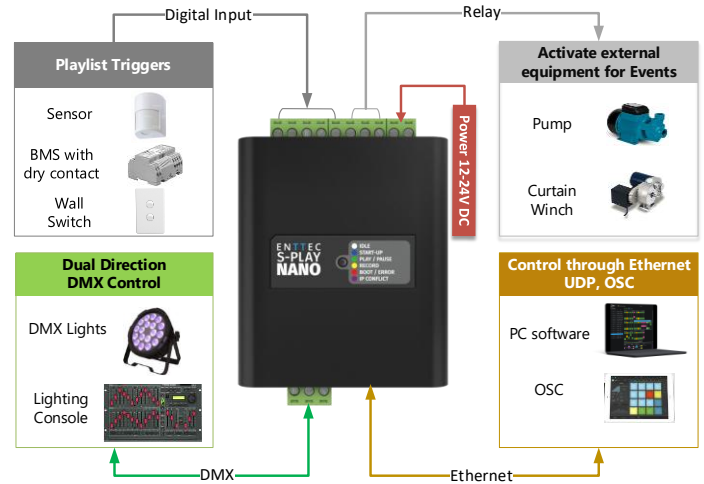 Digital Input
Relay
Playlist Triggers
Sensor
BMS with
dry contact
Wall
Switch
Power 12-24V DC
Activate external
equipment for Events
Pump
Curtain
Winch
ENTTEC
S-PLAY
NANO
IDLE
START-UP
PLAY / PAUSE
RECORD
BOOT / ERROR
IP CONFLICT
Dual Direction
DMX Control
DMX Lights
Lighting
Console
Control through Ethernet
UDP, OSC
PC software
OSC
DMX
Ethernet